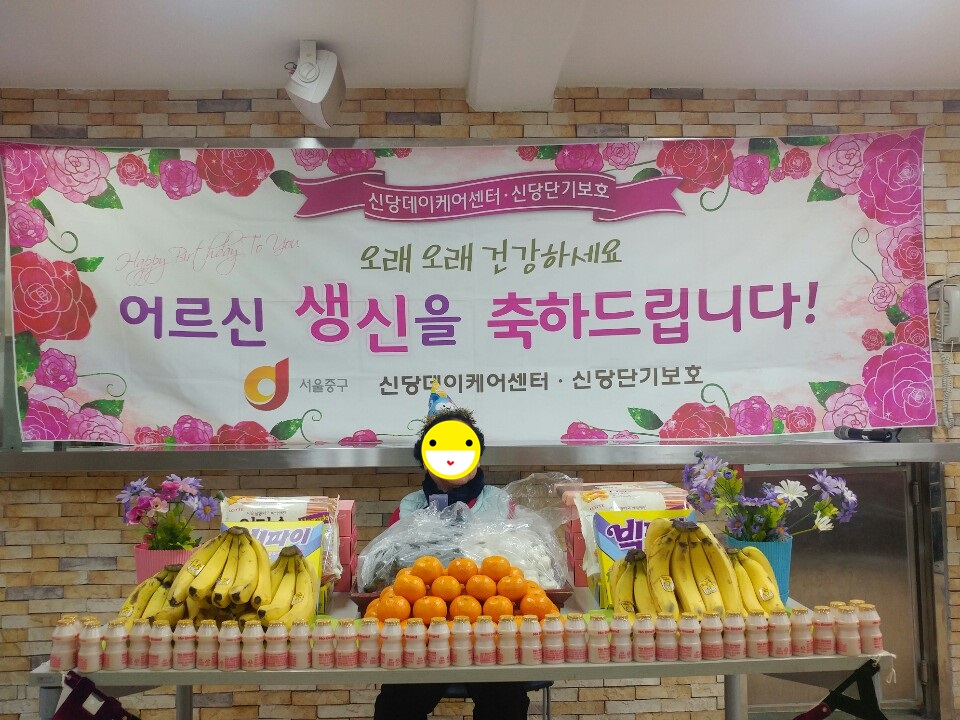 신당데이케어센터·신당단기보호
Happy Birthday To You
오래 오래 건강하세요
어르신 생신을 축하드립니다!
서울중구
신당데이케어센터 · 신당단기보호